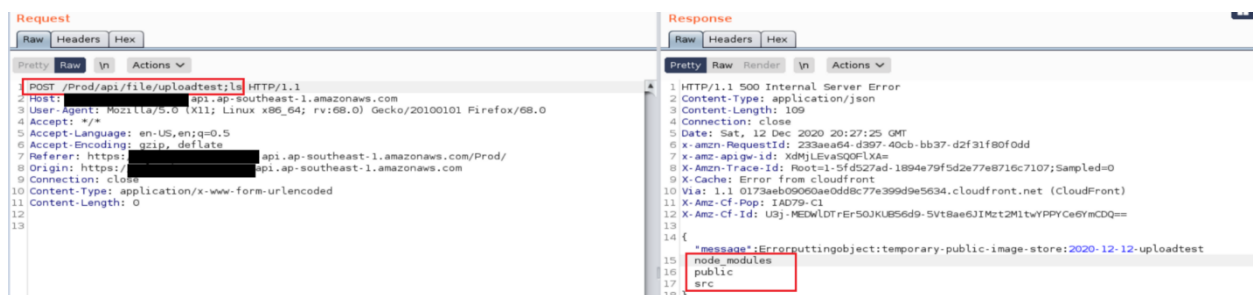 Request
Raw Headers Hex
Pretty Raw \n Actions
1 POST /Prod/api/file/uploadtest;ls HTTP/1.1
2 Host: api.ap-southeast-1.amazonaws.com
3 User-Agent: Mozilla/5.0 (X11; Linux x86_64; rv:68.0) Gecko/20100101 Firefox/68.0
4 Accept: */*
5 Accept-Language: en-US,en;q=0.5
6 Accept-Encoding: gzip, deflate
7 Referer: https: api.ap-southeast-1.amazonaws.com/Prod/
8 Origin: https:/ api.ap-southeast-1.amazonaws.com
9 Connection: close
10 Content-Type: application/x-www-form-urlencoded
11 Content-Length: 0
12
13
Response
Raw Headers Hex
Pretty Raw Render \n Actions
1 HTTP/1.1 500 Internal Server Error
2 Content-Type: application/json
3 Content-Length: 109
4 Connection: close
5 Date: Sat, 12 Dec 2020 20:27:25 GMT
6 x-amzn-RequestId: 233aea64-d397-40cb-bb37-d2f31f80f0dd
7 x-amz-apigw-id: XdMjLEvaSQOFlXA=
8 X-Amzn-Trace-Id: Root=1-5fd527ad-1894e79f5d2e77e8716c7107;Sampled=0
9 X-Cache: Error from cloudfront
10 Via: 1.1 0173aeb09060ae0dd8c77e399d9e5634.cloudfront.net (CloudFront)
11 X-Amz-Cf-Pop: IAD79-C1
12 X-Amz-Cf-Id: U3j-MEDWlDTrEr50JKUB56d9-5Vt8ae6JIMzt2M1twYPPYCe6YmCDQ==
13
14 {
"message":Errorputtingobject:temporary-public-image-store:2020-12-12-uploadtest
15 node_modules
16 public
17 src
18 }